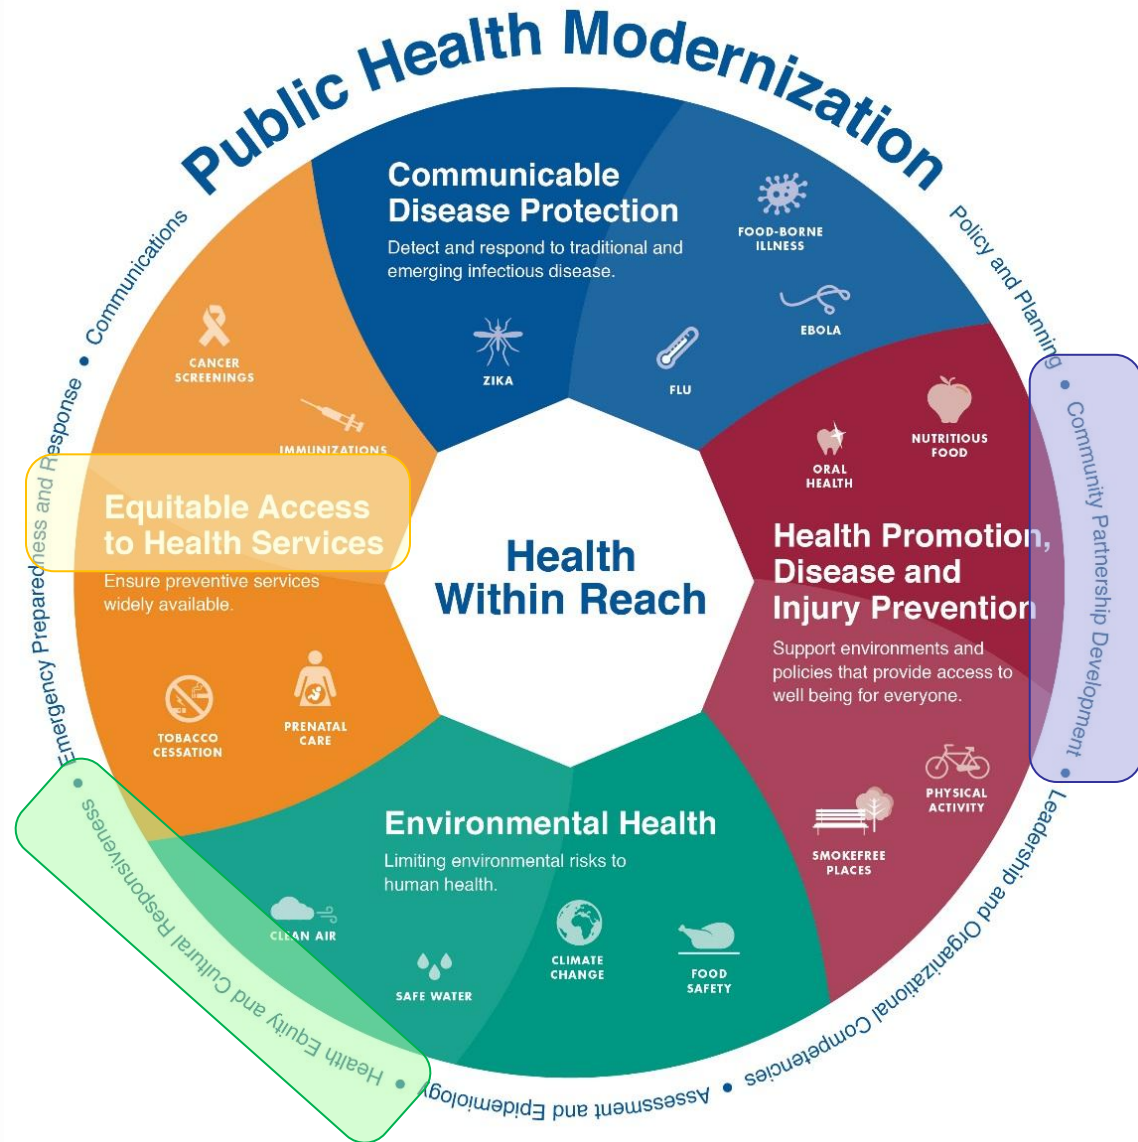 Public Health Modernization
Communicable
Disease Protection
Detect and respond to traditional and
emerging infectious disease.
ZIKA
FLU
FOOD-BORNE
ILLNESS
EBOLA
ORAL
HEALTH
NUTRITIOUS
FOOD
Health Promotion,
Disease and
Injury Prevention
Support environments and
policies that provide access to
well being for everyone.
PHYSICAL
ACTIVITY
SMOKEFREE
PLACES
Environmental Health
Limiting environmental risks to
human health.
CLEAN AIR
SAFE WATER
CLIMATE
CHANGE
FOOD
SAFETY
CANCER
SCREENINGS
IMMUNIZATIONS
Equitable Access
to Health Services
Ensure preventive services
widely available.
TOBACCO
CESSATION
PRENATAL
CARE
Health
Within Reach
Policy and Planning • Community Partnership Development • Leadership and Organizational Competencies • Assessment and Epidemiology • Health Equity and Cultural Responsiveness • Emergency Preparedness and Response • Communications